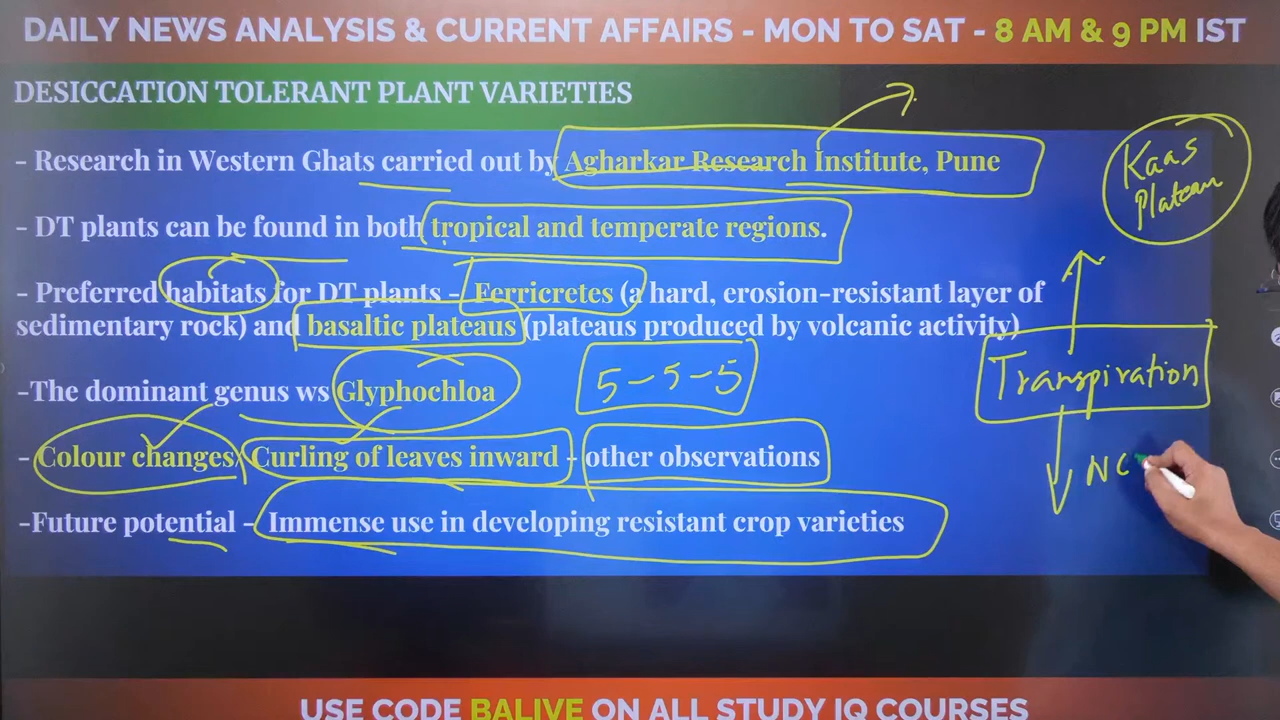 DAILY NEWS ANALYSIS & CURRENT AFFAIRS - MON TO SAT - 8 AM & 9 PM IST
DESICCATION TOLERANT PLANT VARIETIES
- Research in Western Ghats carried out by Agharkar Research Institute, Pune
Kaas
Plateau
- DT plants can be found in both tropical and temperate regions.
- Preferred habitats for DT plants - Ferricretes (a hard, erosion-resistant layer of
sedimentary rock) and basaltic plateaus (plateaus produced by volcanic activity)
Transpiration
-The dominant genus ws Glyphochloa
5-5-5
- Colour changes/ Curling of leaves inward - other observations
NC
-Future potential - Immense use in developing resistant crop varieties
USE CODE BALIVE ON ALL STUDY IQ COURSES